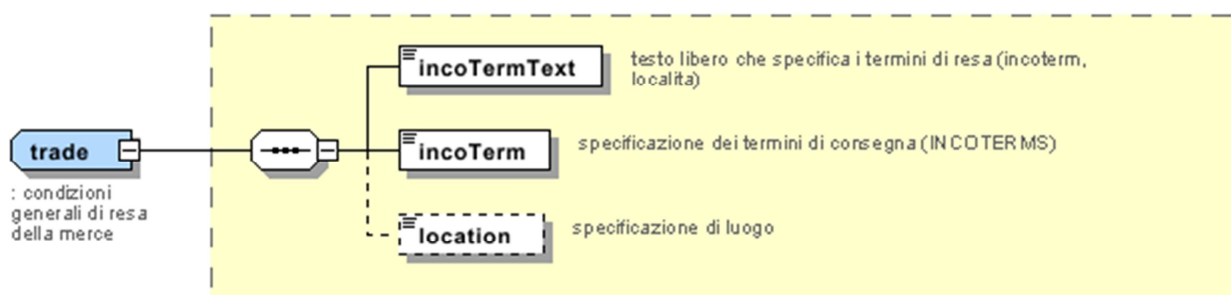 incoTermText
testo libero che specifica i termini di resa (incoterm,
localita)
trade
incoTerm
specificazione dei termini di consegna (INCOTERMS)
: condizioni
generali di resa
della merce
location
specificazione di luogo